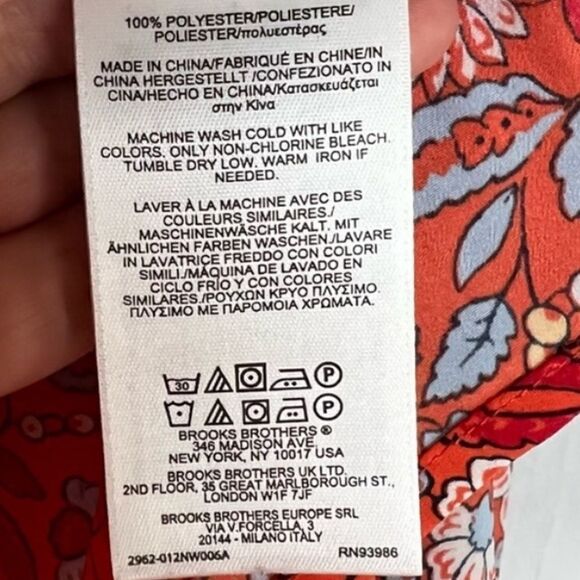 100% POLYESTER/POLIESTERE/
POLIESTER/πολυεστέρας
MADE IN CHINA/FABRIQUÉ EN CHINE/IN
CHINA HERGESTELLT /CONFEZIONATO IN
CINA/HECHO EN CHINA/Κατασκευάζεται
στην Κίνα
MACHINE WASH COLD WITH LIKE
COLORS. ONLY NON-CHLORINE BLEACH.
TUMBLE DRY LOW. WARM IRON IF
NEEDED.
LAVER À LA MACHINE AVEC DES
COULEURS SIMILAIRES./
MASCHINENWÄSCHE KALT. MIT
ÄHNLICHEN FARBEN WASCHEN./LAVARE
IN LAVATRICE FREDDO CON COLORI
SIMILI./MÁQUINA DE LAVADO EN
CICLO FRÍO Y CON COLORES
SIMILARES./ΡΟΥΧΩΝ ΚΡΥΟ ΠΛΥΣΙΜΟ.
ΠΛΥΣΙΜΟ ΜΕ ΠΑΡΟΜΟΙΑ ΧΡΩΜΑΤΑ.
30 P
P
BROOKS BROTHERS ®
346 MADISON AVE.
NEW YORK, NY 10017 USA
BROOKS BROTHERS UK LTD.
2ND FLOOR, 35 GREAT MARLBOROUGH ST.,
LONDON W1F 7JF
BROOKS BROTHERS EUROPE SRL
VIA V.FORCELLA, 3
20144 - MILANO ITALY
2962-012NW006A RN93986